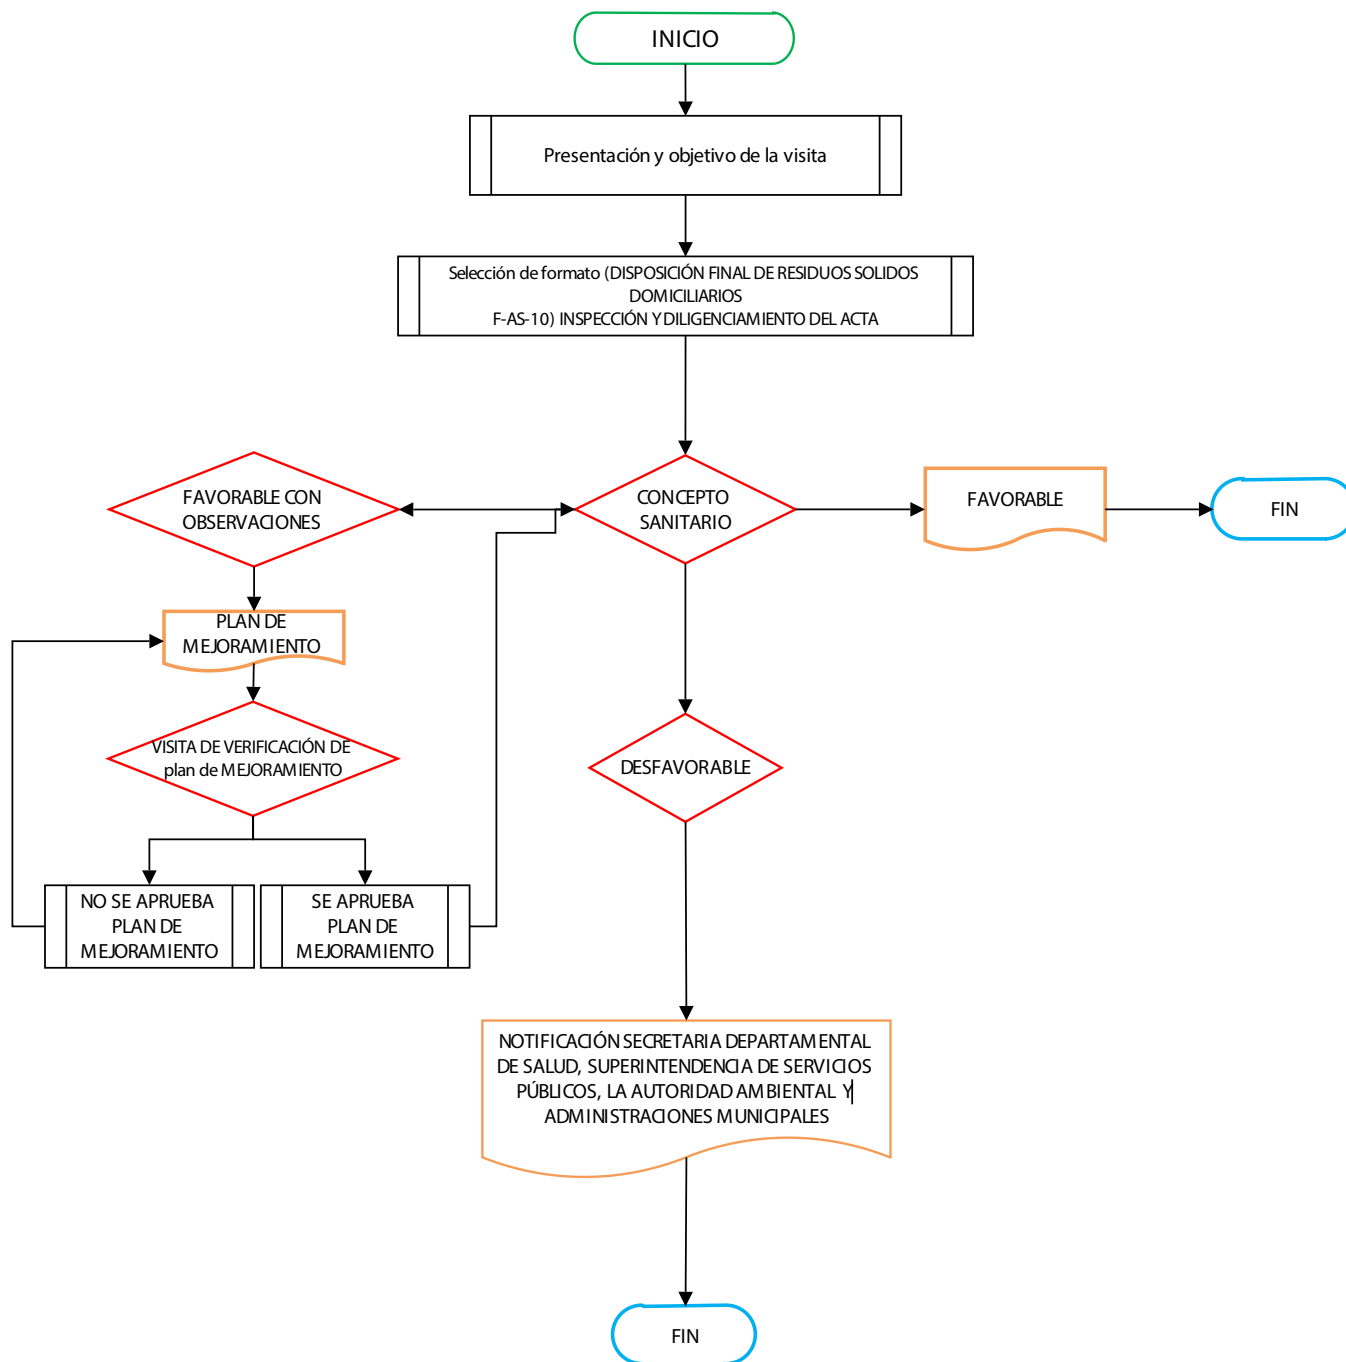 INICIO
Presentación y objetivo de la visita
Selección de formato (DISPOSICIÓN FINAL DE RESIDUOS SOLIDOS
DOMICILIARIOS
F-AS-10) INSPECCIÓN Y DILIGENCIAMIENTO DEL ACTA
FAVORABLE CON
OBSERVACIONES
CONCEPTO
SANITARIO
FAVORABLE
FIN
PLAN DE
MEJORAMIENTO
VISITA DE VERIFICACIÓN DE
plan de MEJORAMIENTO
DESFAVORABLE
NO SE APRUEBA
PLAN DE
MEJORAMIENTO
SE APRUEBA
PLAN DE
MEJORAMIENTO
NOTIFICACIÓN SECRETARIA DEPARTAMENTAL
DE SALUD, SUPERINTENDENCIA DE SERVICIOS
PÚBLICOS, LA AUTORIDAD AMBIENTAL Y
ADMINISTRACIONES MUNICIPALES
FIN